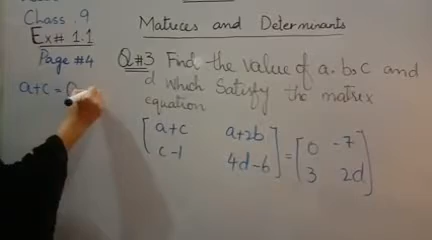 Class . 9
Matrices and Determinants
Ex# 1.1
Page #4
Q#3 Find the value of a, b, c and
d which satisfy the matrix
equation
a+c = 0
[ a+c a+2b ] = [ 0 -7 ]
[ c-1 4d-6 ] [ 3 2d ]